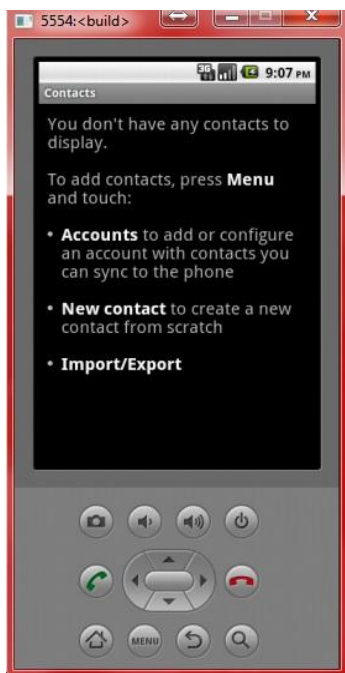 5554:<build>
3G 9:07 PM
Contacts
You don't have any contacts to
display.
To add contacts, press Menu
and touch:
• Accounts to add or configure
an account with contacts you
can sync to the phone
• New contact to create a new
contact from scratch
• Import/Export
MENU